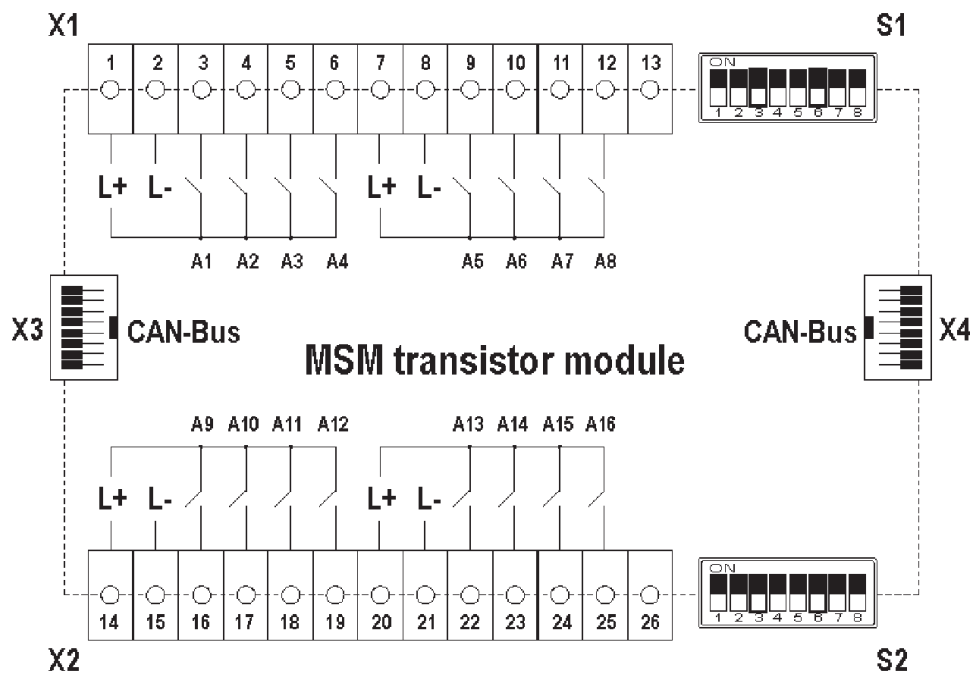 X1 S1
1 2 3 4 5 6 7 8 9 10 11 12 13
ON
1 2 3 4 5 6 7 8
L+ L- L+ L-
A1 A2 A3 A4 A5 A6 A7 A8
X3 CAN-Bus CAN-Bus X4
MSM transistor module
A9 A10 A11 A12 A13 A14 A15 A16
L+ L- L+ L-
ON
1 2 3 4 5 6 7 8
14 15 16 17 18 19 20 21 22 23 24 25 26
X2 S2